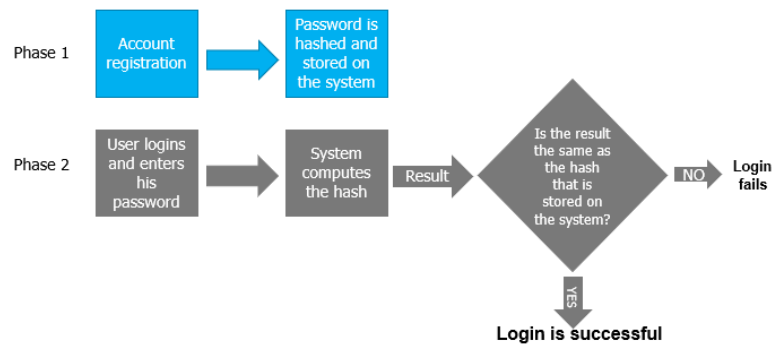 Phase 1
Account
registration
Password is
hashed and
stored on
the system
Phase 2
User logins
and enters
his
password
System
computes
the hash
Result
Is the result
the same as
the hash
that is
stored on
the system?
NO
Login
fails
YES
Login is successful